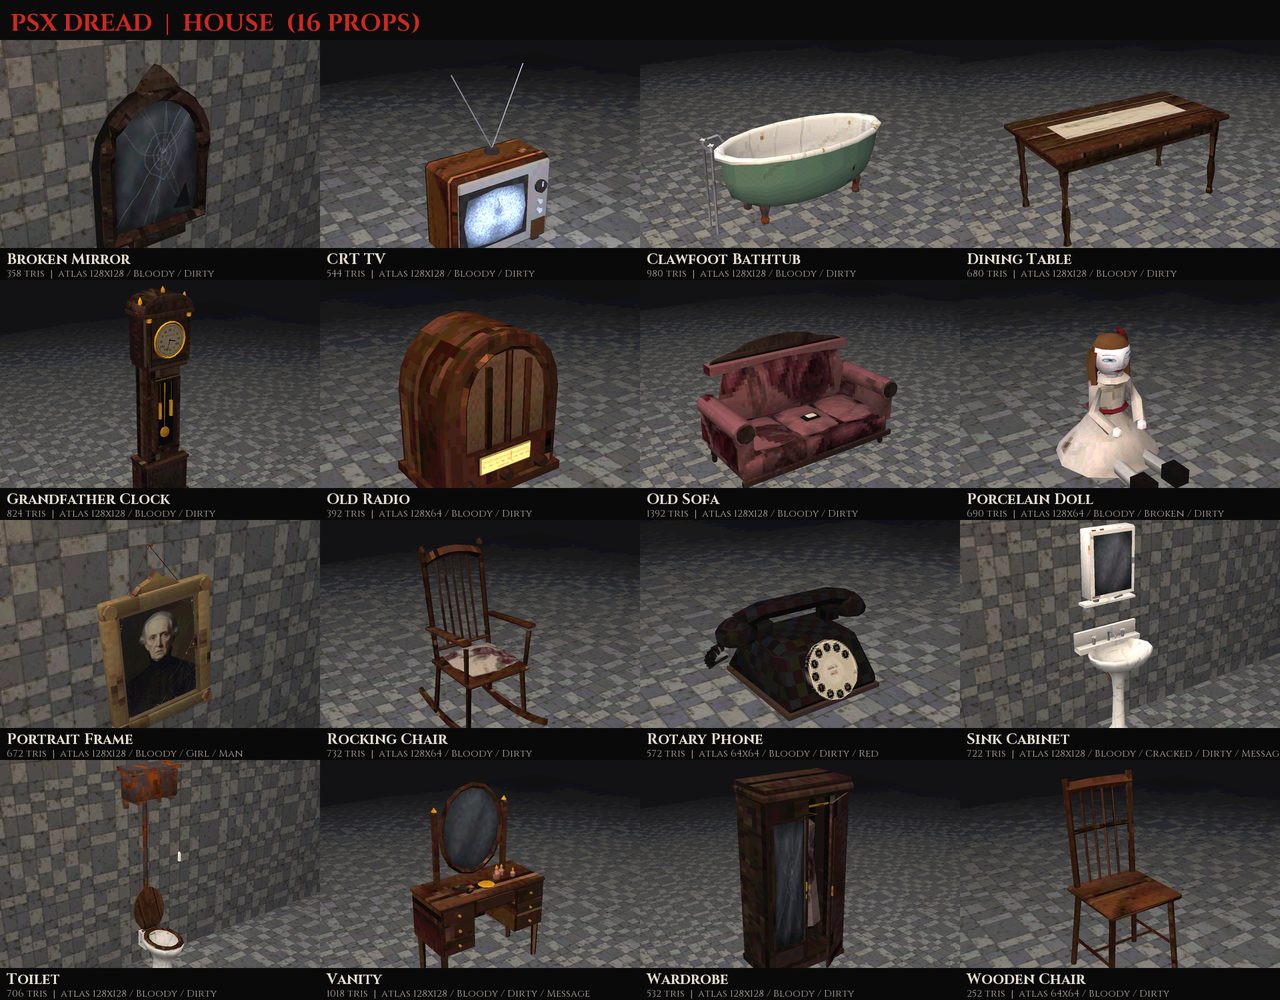 PSX DREAD | HOUSE (16 PROPS)
BROKEN MIRROR
358 TRIS | ATLAS 128X128 / BLOODY / DIRTY
CRT TV
544 TRIS | ATLAS 128X128 / BLOODY / DIRTY
CLAWFOOT BATHTUB
980 TRIS | ATLAS 128X128 / BLOODY / DIRTY
DINING TABLE
680 TRIS | ATLAS 128X128 / BLOODY / DIRTY
GRANDFATHER CLOCK
824 TRIS | ATLAS 128X128 / BLOODY / DIRTY
OLD RADIO
392 TRIS | ATLAS 128X64 / BLOODY / DIRTY
OLD SOFA
1392 TRIS | ATLAS 128X128 / BLOODY / DIRTY
PORCELAIN DOLL
690 TRIS | ATLAS 128X64 / BLOODY / BROKEN / DIRTY
PORTRAIT FRAME
672 TRIS | ATLAS 128X128 / BLOODY / GIRL / MAN
ROCKING CHAIR
732 TRIS | ATLAS 128X64 / BLOODY / DIRTY
ROTARY PHONE
572 TRIS | ATLAS 64X64 / BLOODY / DIRTY / RED
SINK CABINET
722 TRIS | ATLAS 128X128 / BLOODY / CRACKED / DIRTY / MESSAG
TOILET
706 TRIS | ATLAS 128X128 / BLOODY / DIRTY
VANITY
1018 TRIS | ATLAS 128X128 / BLOODY / DIRTY / MESSAGE
WARDROBE
532 TRIS | ATLAS 128X128 / BLOODY / DIRTY
WOODEN CHAIR
252 TRIS | ATLAS 64X64 / BLOODY / DIRTY